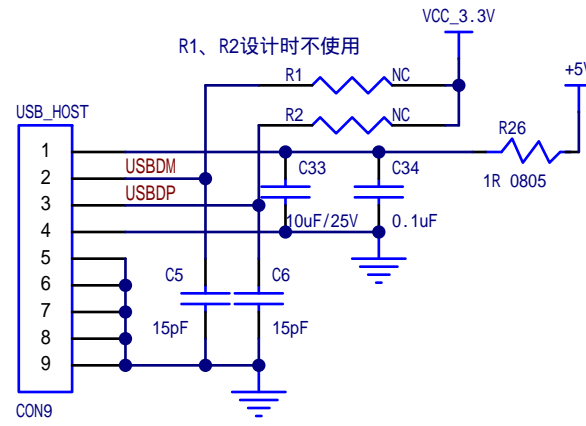 VCC_3.3V
R1、R2设计时不使用
+5V
R1 NC
R2 NC
USB_HOST
R26
1R 0805
1
2 USBDM
3 USBDP
4
5
6
7
8
9
C33
10uF/25V
C34
0.1uF
C5
15pF
C6
15pF
CON9